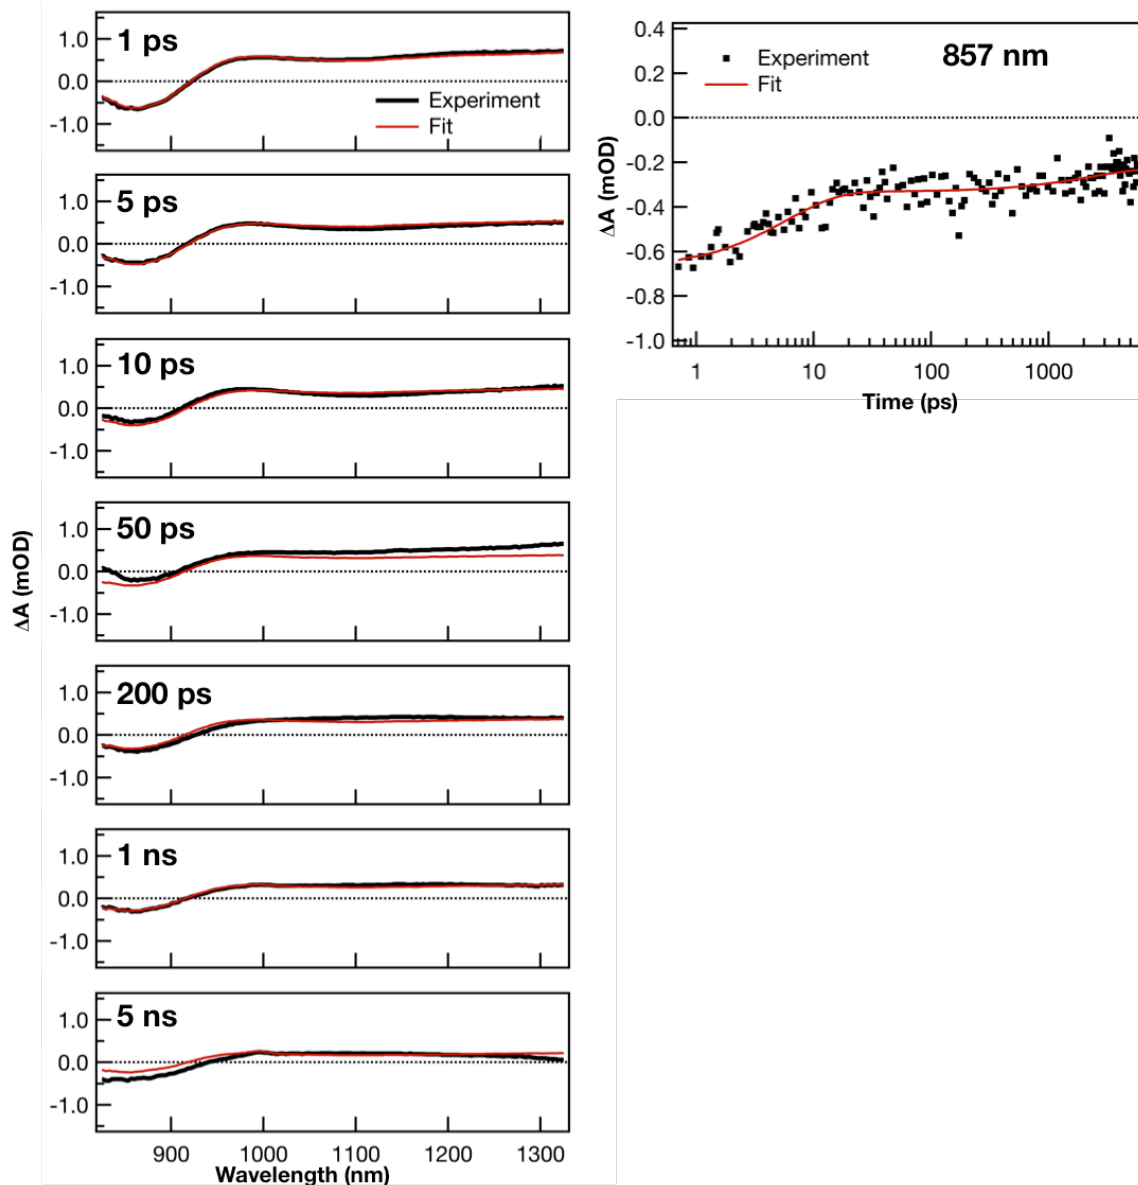 1 ps
1.0
0.0
-1.0
Experiment
Fit
5 ps
1.0
0.0
-1.0
10 ps
1.0
0.0
-1.0
50 ps
1.0
0.0
-1.0
200 ps
1.0
0.0
-1.0
1 ns
1.0
0.0
-1.0
5 ns
1.0
0.0
-1.0
900 1000 1100 1200 1300
Wavelength (nm)
ΔA (mOD)
857 nm
Experiment
Fit
0.4
0.2
0.0
-0.2
-0.4
-0.6
-0.8
-1.0
ΔA (mOD)
1 10 100 1000
Time (ps)